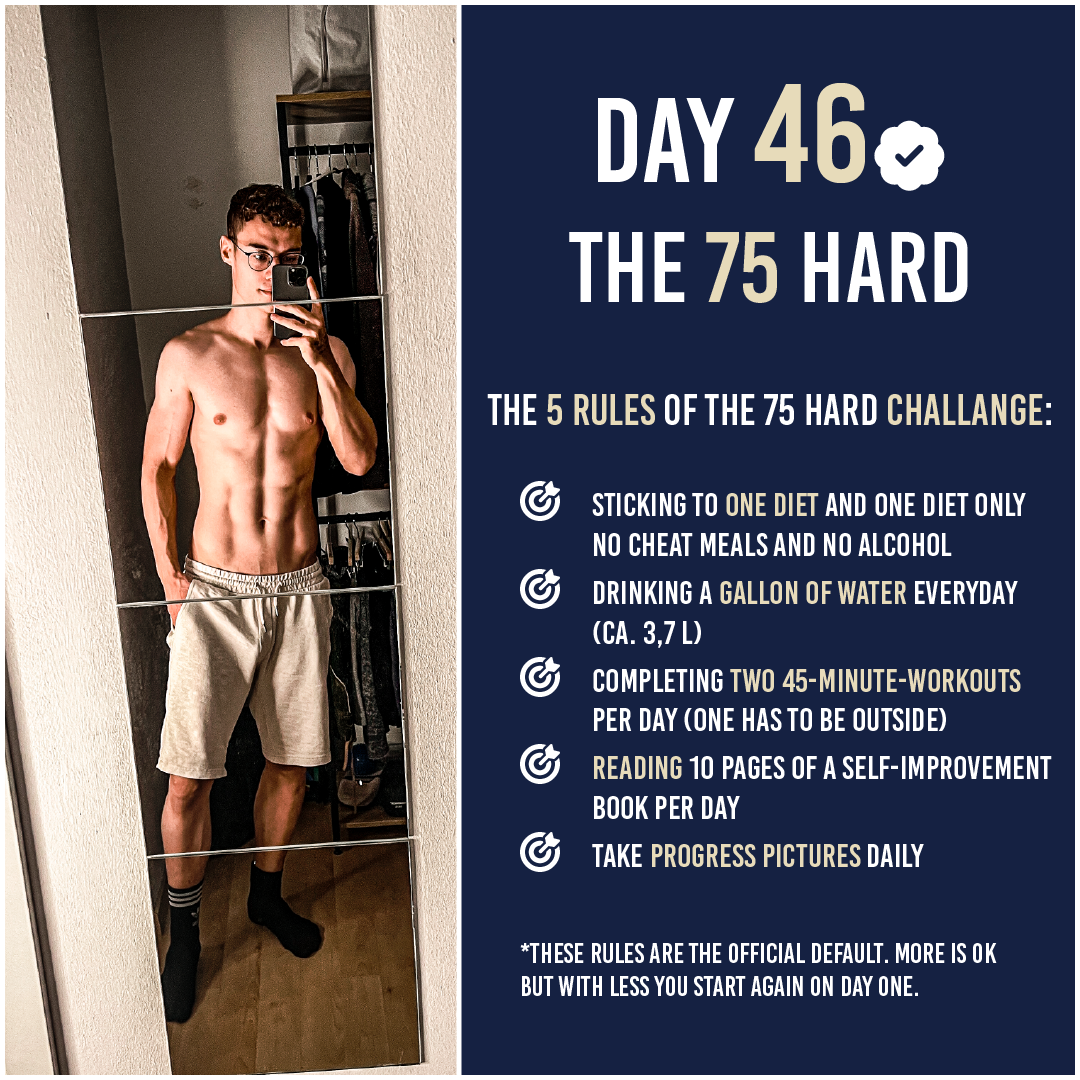 DAY 46
THE 75 HARD
THE 5 RULES OF THE 75 HARD CHALLANGE:
STICKING TO ONE DIET AND ONE DIET ONLY
NO CHEAT MEALS AND NO ALCOHOL
DRINKING A GALLON OF WATER EVERYDAY
(CA. 3,7 L)
COMPLETING TWO 45-MINUTE-WORKOUTS
PER DAY (ONE HAS TO BE OUTSIDE)
READING 10 PAGES OF A SELF-IMPROVEMENT
BOOK PER DAY
TAKE PROGRESS PICTURES DAILY
*THESE RULES ARE THE OFFICIAL DEFAULT. MORE IS OK
BUT WITH LESS YOU START AGAIN ON DAY ONE.